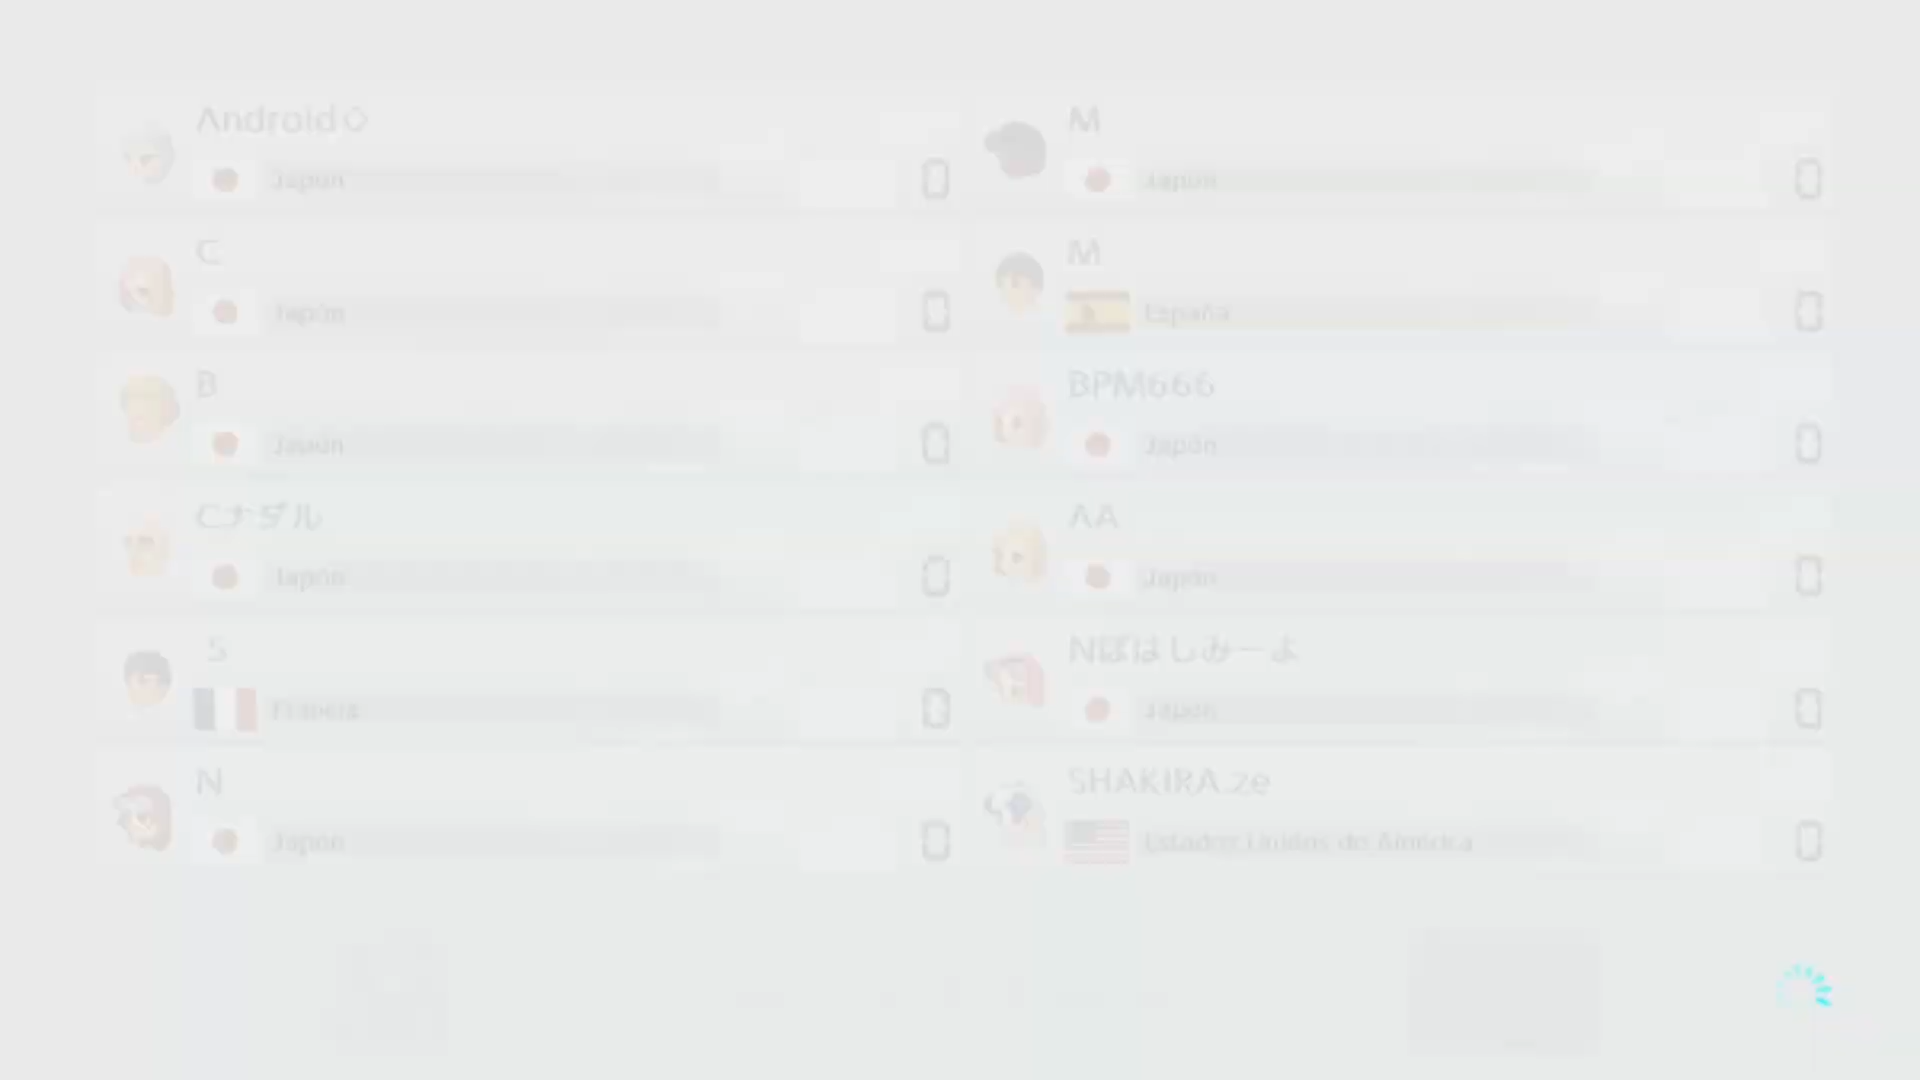 Android◇
Japón
M
Japón
C
Japón
M
España
B
Japón
BPM666
Japón
Cナダル
Japón
AA
Japón
S
Francia
Nばはしみーよ
Japón
N
Japón
SHAKIRA.ze
Estados Unidos de América